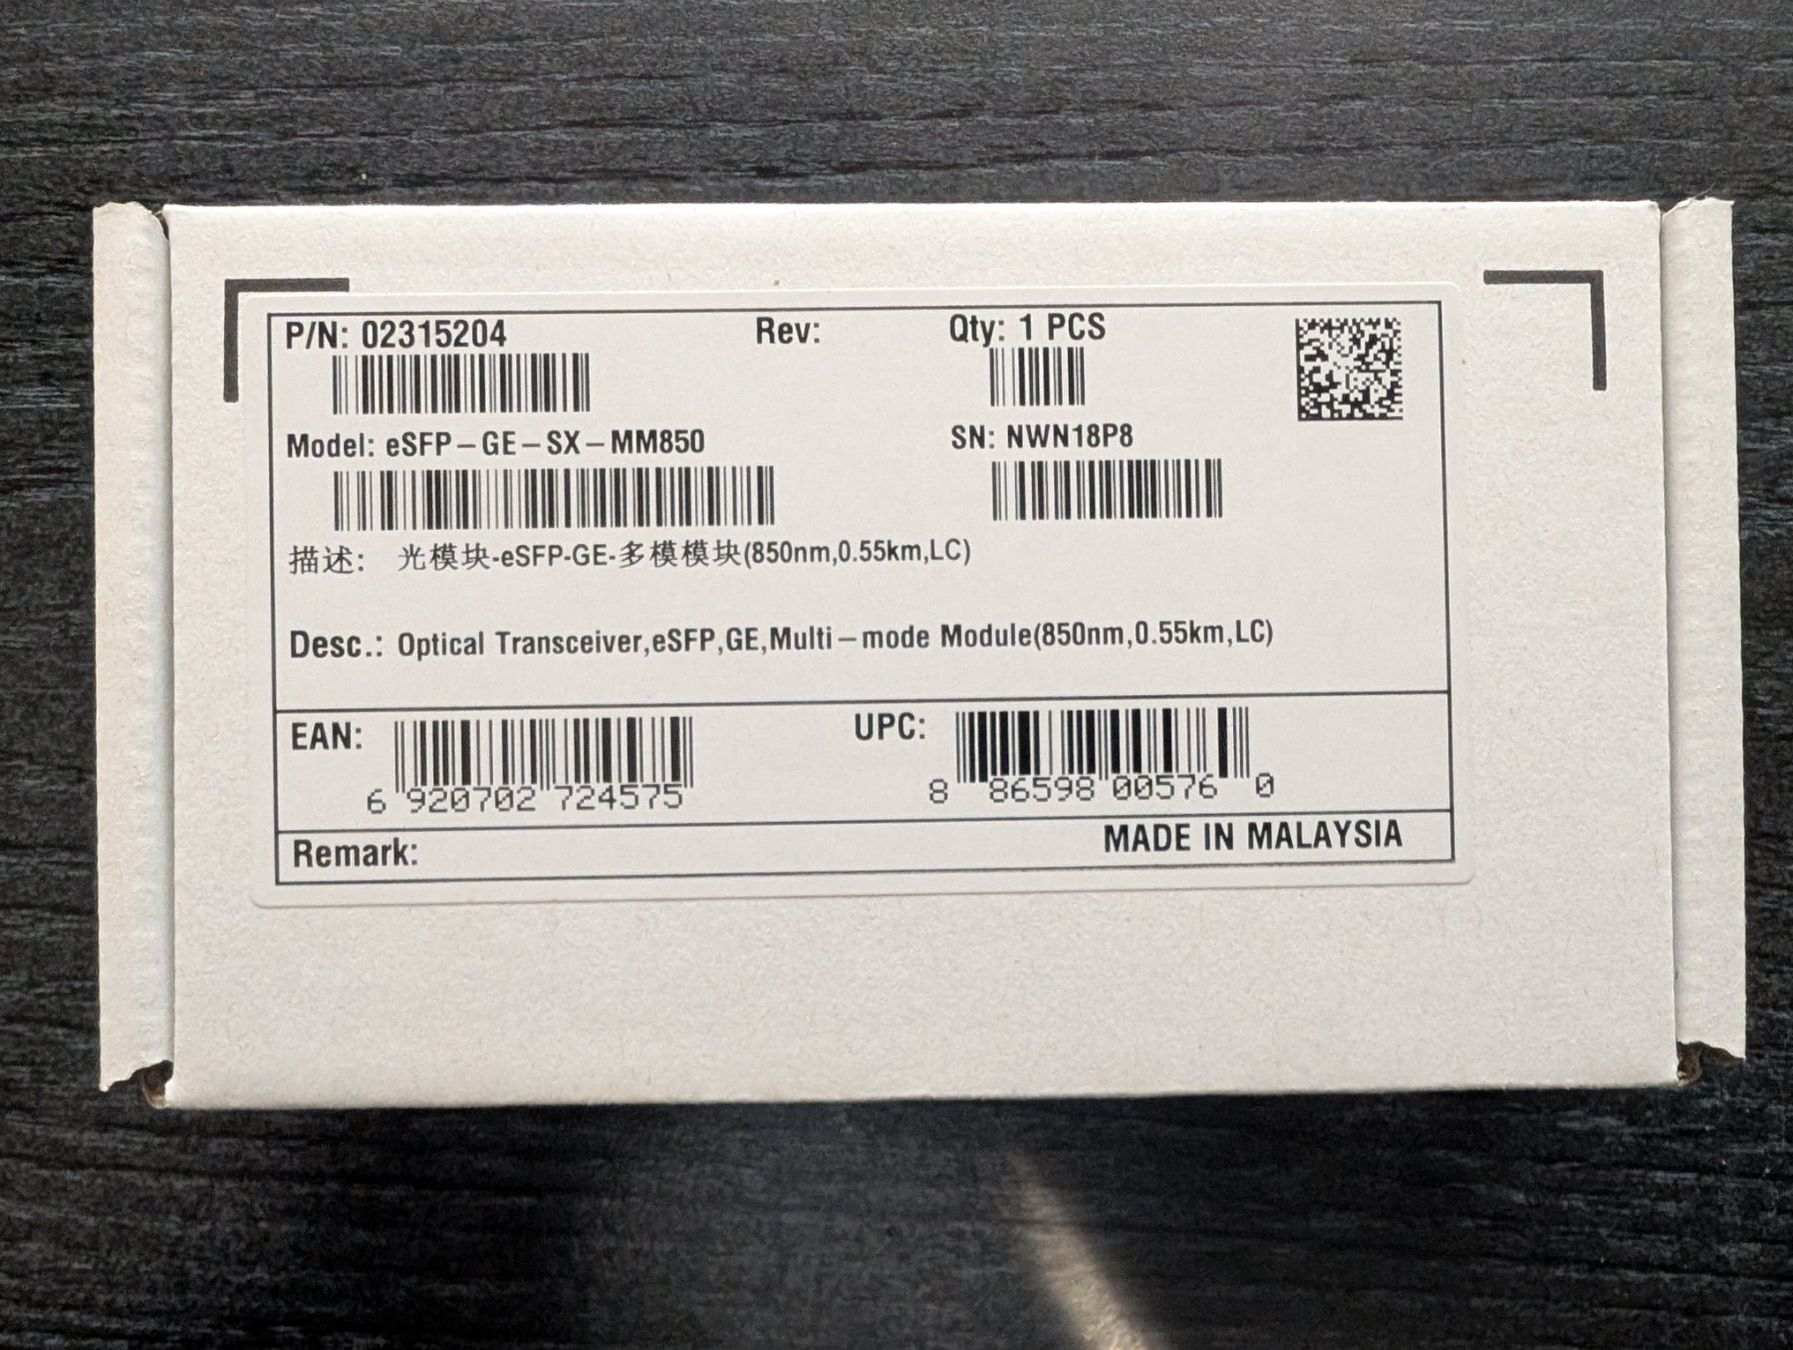 P/N: 02315204 Rev: Qty: 1 PCS
Model: eSFP-GE-SX-MM850 SN: NWN18P8
描述: 光模块-eSFP-GE-多模模块(850nm,0.55km,LC)
Desc.: Optical Transceiver,eSFP,GE,Multi-mode Module(850nm,0.55km,LC)
EAN: UPC:
6 920702 724575 8 86598 00576 0
MADE IN MALAYSIA
Remark: